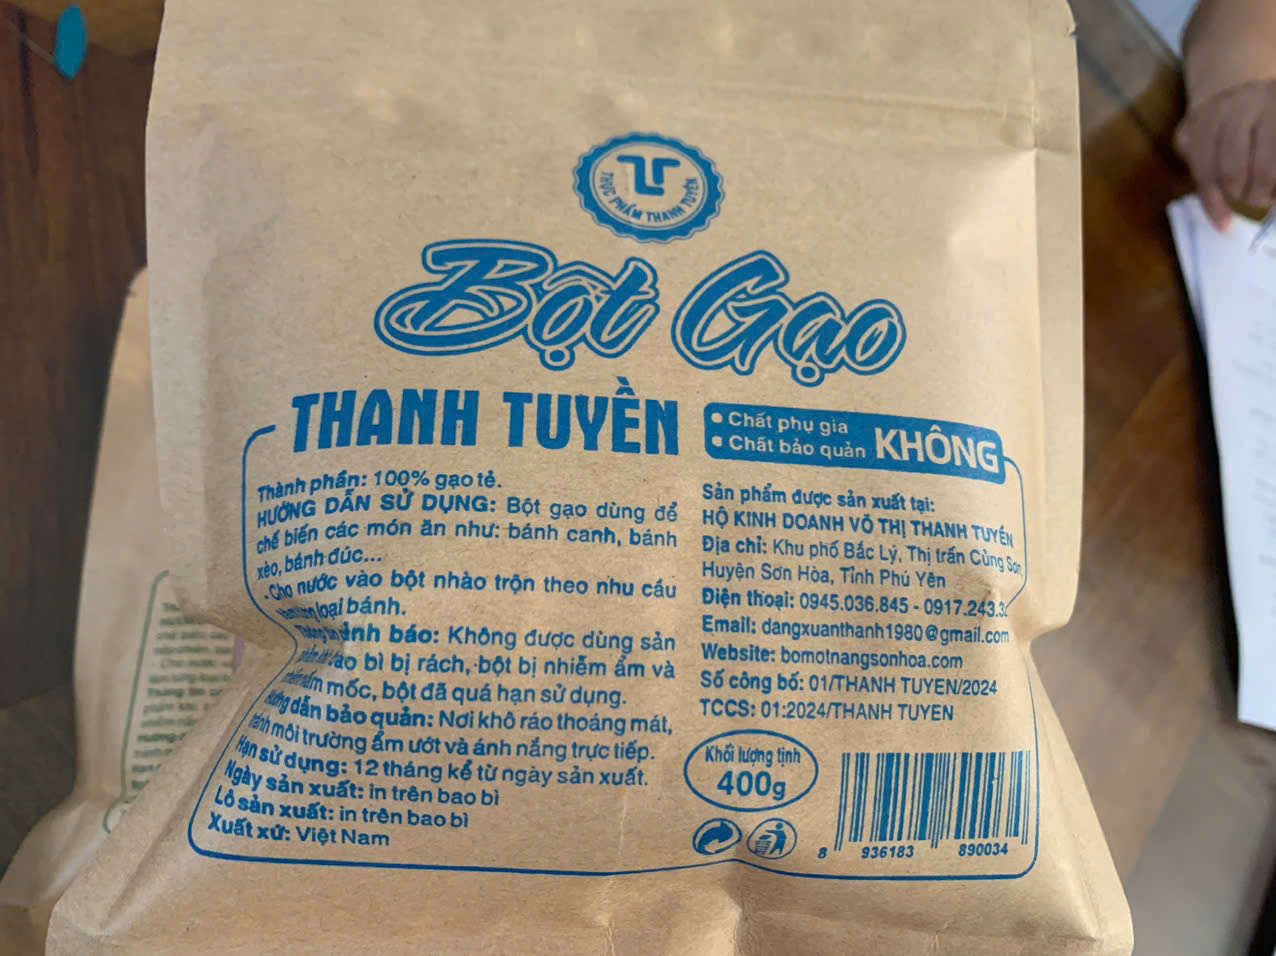 THỰC PHẨM THANH TUYỀN
Bột Gạo
THANH TUYỀN
• Chất phụ gia
• Chất bảo quản
KHÔNG
Thành phần: 100% gạo tẻ.
HƯỚNG DẪN SỬ DỤNG: Bột gạo dùng để
chế biến các món ăn như: bánh canh, bánh
xèo, bánh đúc...
- Cho nước vào bột nhào trộn theo nhu cầu
loại bánh.
Thông tin cảnh báo: Không được dùng sản
phẩm khi bao bì bị rách, bột bị nhiễm ẩm và
nấm mốc, bột đã quá hạn sử dụng.
Hướng dẫn bảo quản: Nơi khô ráo thoáng mát,
tránh môi trường ẩm ướt và ánh nắng trực tiếp.
Hạn sử dụng: 12 tháng kể từ ngày sản xuất.
Ngày sản xuất: in trên bao bì
Lô sản xuất: in trên bao bì
Xuất xứ: Việt Nam
Sản phẩm được sản xuất tại:
HỘ KINH DOANH VÕ THỊ THANH TUYỀN
Địa chỉ: Khu phố Bắc Lý, Thị trấn Củng Sơn
Huyện Sơn Hòa, Tỉnh Phú Yên
Điện thoại: 0945.036.845 - 0917.243.3
Email: dangxuanthanh1980@gmail.com
Website: bomotnangsonhoa.com
Số công bố: 01/THANH TUYEN/2024
TCCS: 01:2024/THANH TUYEN
Khối lượng tịnh
400g
8 936183 890034